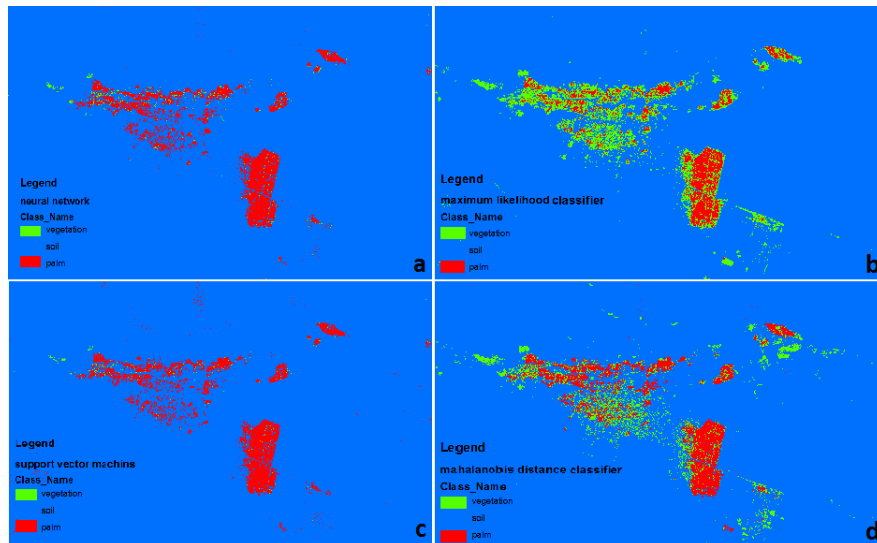 Legend
neural network
Class_Name
vegetation
soil
palm
a
Legend
maximum likelihood classifier
Class_Name
vegetation
soil
palm
b
Legend
support vector machins
Class_Name
vegetation
soil
palm
c
Legend
mahalanobis distance classifier
Class_Name
vegetation
soil
palm
d